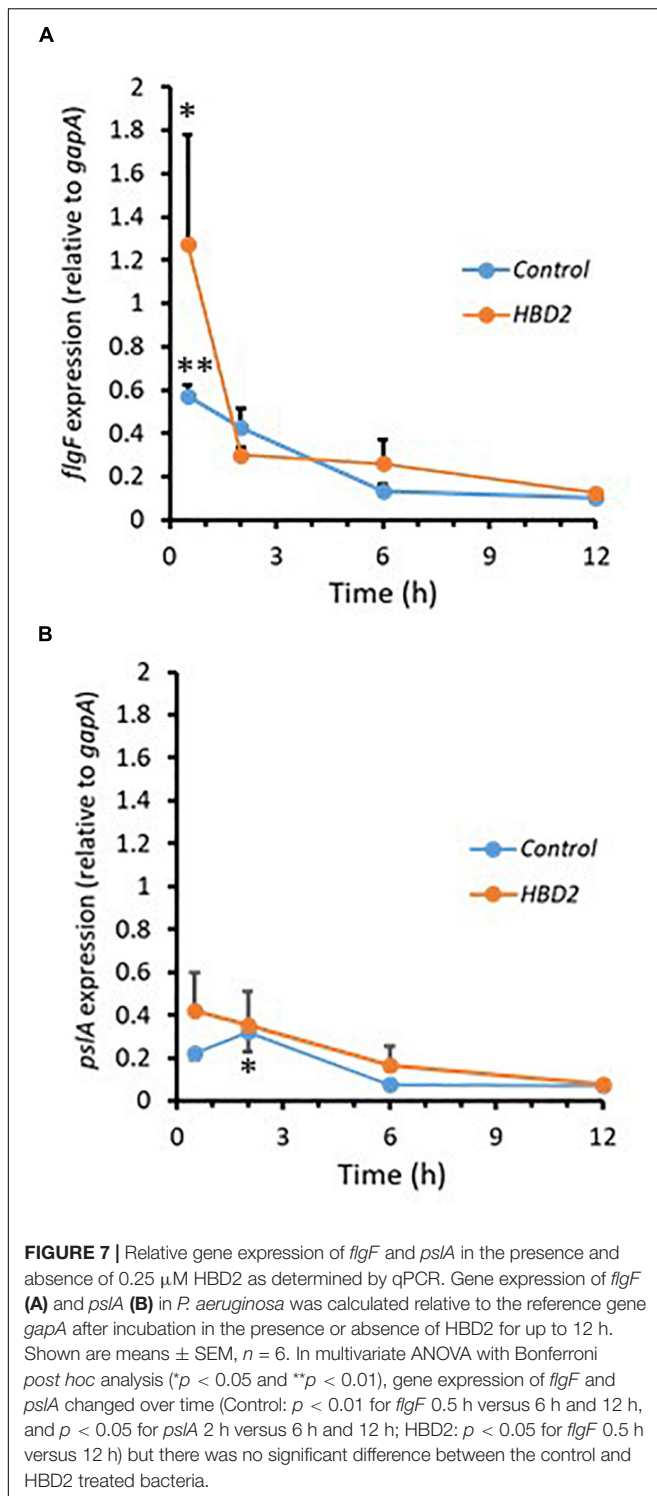 A
flgF expression (relative to gapA)
2
1.8
1.6
1.4
1.2
1
0.8
0.6
0.4
0.2
0
*
**
Control
HBD2
0 3 6 9 12
Time (h)
B
pslA expression (relative to gapA)
2
1.8
1.6
1.4
1.2
1
0.8
0.6
0.4
0.2
0
Control
HBD2
*
0 3 6 9 12
Time (h)
FIGURE 7 | Relative gene expression of flgF and pslA in the presence and
absence of 0.25 μM HBD2 as determined by qPCR. Gene expression of flgF
(A) and pslA (B) in P. aeruginosa was calculated relative to the reference gene
gapA after incubation in the presence or absence of HBD2 for up to 12 h.
Shown are means ± SEM, n = 6. In multivariate ANOVA with Bonferroni
post hoc analysis (*p < 0.05 and **p < 0.01), gene expression of flgF and
pslA changed over time (Control: p < 0.01 for flgF 0.5 h versus 6 h and 12 h,
and p < 0.05 for pslA 2 h versus 6 h and 12 h; HBD2: p < 0.05 for flgF 0.5 h
versus 12 h) but there was no significant difference between the control and
HBD2 treated bacteria.